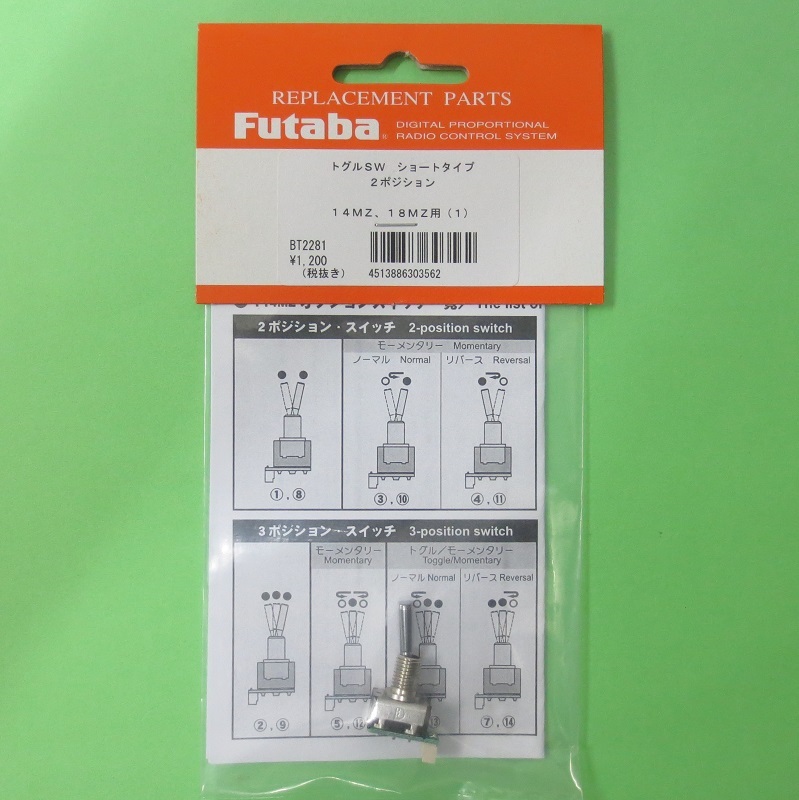 REPLACEMENT PARTS
Futaba® DIGITAL PROPORTIONAL
RADIO CONTROL SYSTEM
トグルSW ショートタイプ
2ポジション
14MZ、18MZ用(1)
BT2281
¥1,200
(税抜き)
4513886303562
The list of
2ポジション・スイッチ 2-position switch
モーメンタリー Momentary
ノーマル Normal リバース Reversal
①,⑧ ③,⑩ ④,⑪
3ポジション・スイッチ 3-position switch
モーメンタリー
Momentary
トグル/モーメンタリー
Toggle/Momentary
ノーマル Normal リバース Reversal
②,⑨ ⑤, ⑦,⑭